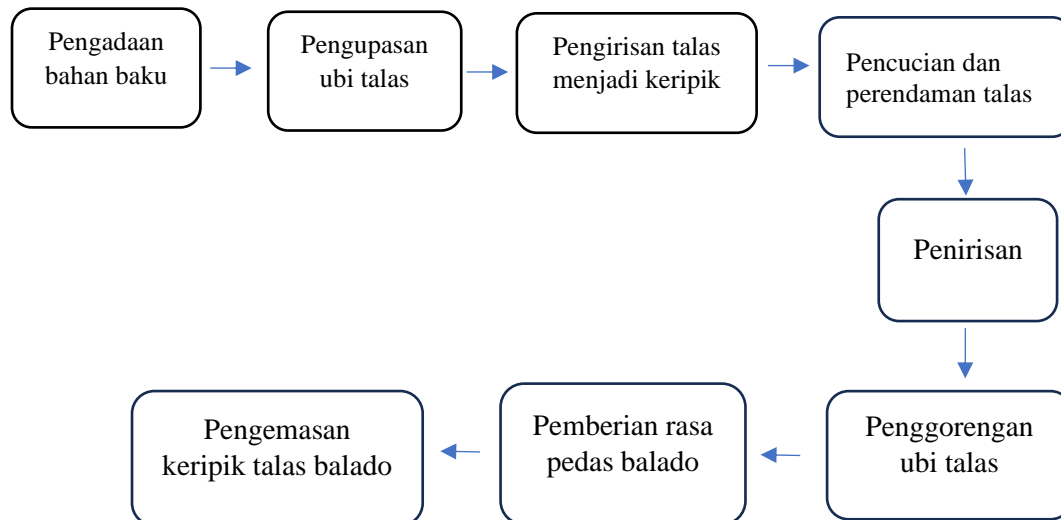 Pengadaan
bahan baku
Pengupasan
ubi talas
Pengirisan talas
menjadi keripik
Pencucian dan
perendaman talas
Penirisan
Penggorengan
ubi talas
Pemberian rasa
pedas balado
Pengemasan
keripik talas balado